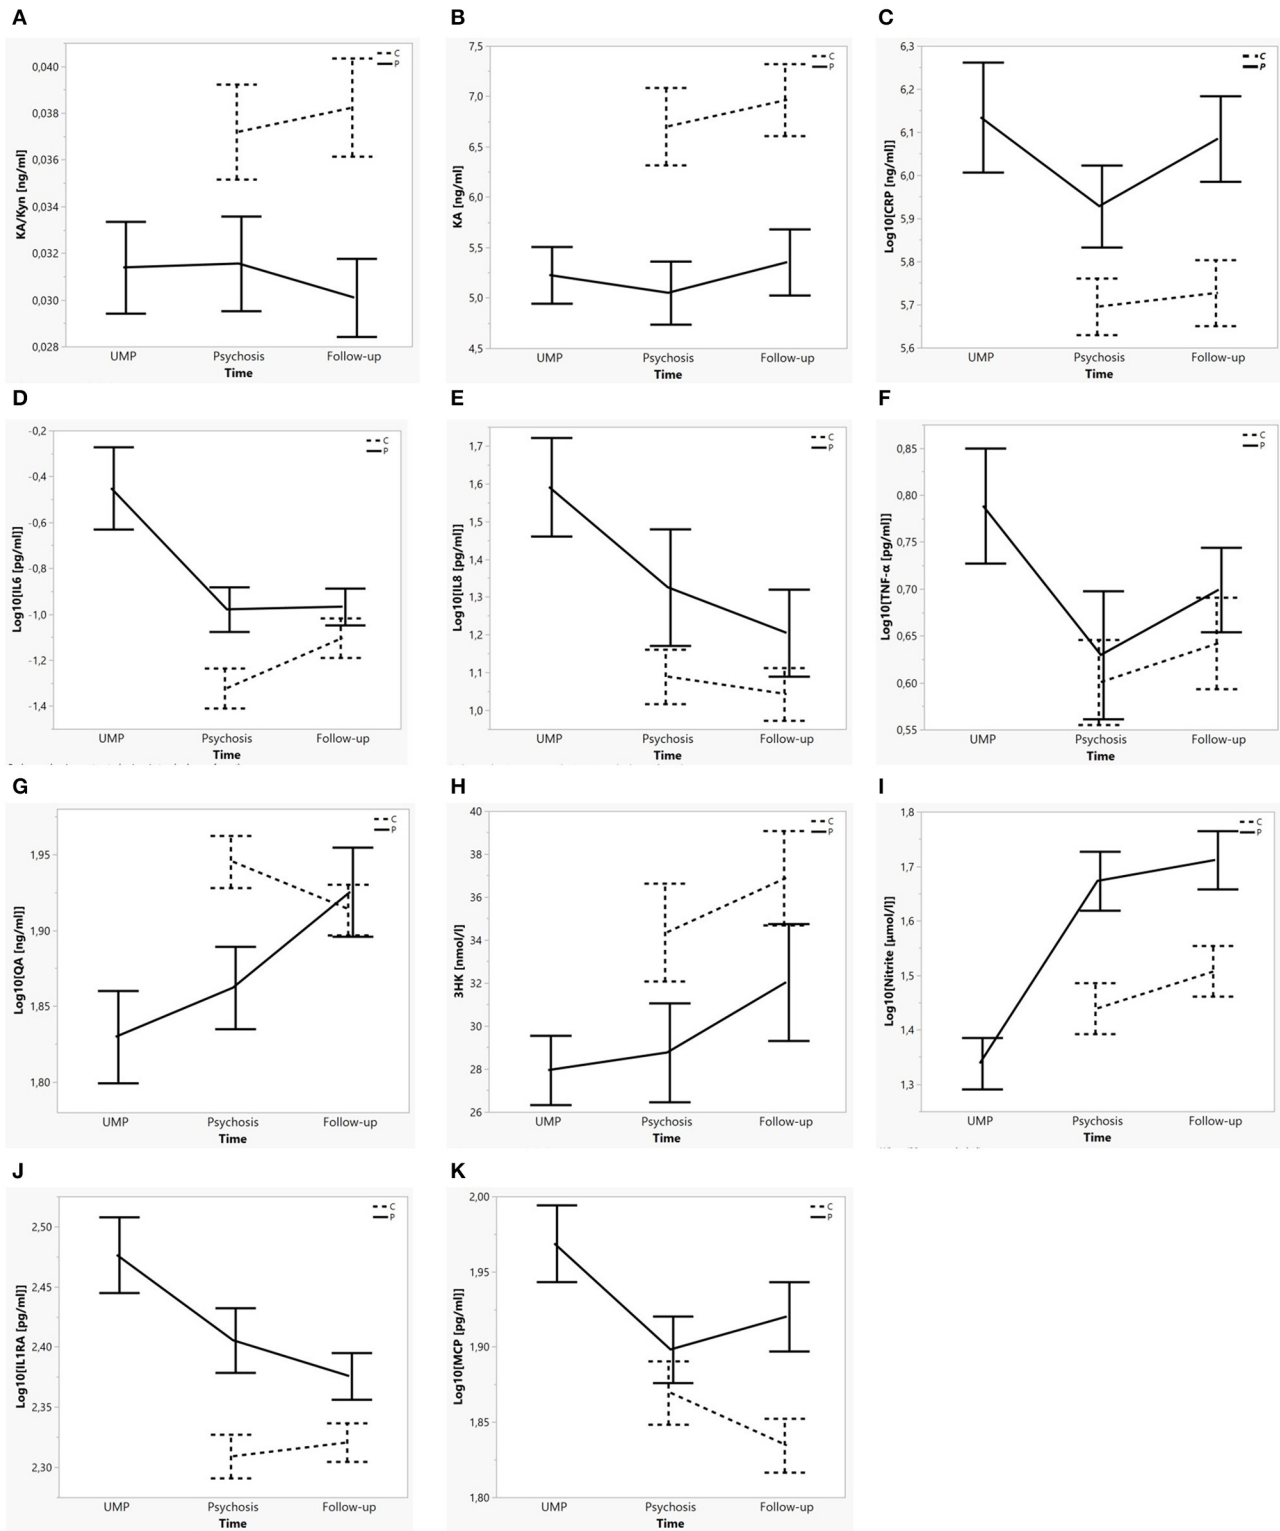 A
C
P
0,040
0,038
0,036
0,034
0,032
0,030
0,028
KA/Kyn [ng/ml]
UMP Psychosis Follow-up
Time
B
C
P
7,5
7,0
6,5
6,0
5,5
5,0
4,5
KA [ng/ml]
UMP Psychosis Follow-up
Time
C
C
P
6,3
6,2
6,1
6,0
5,9
5,8
5,7
5,6
Log10[CRP [ng/ml]]
UMP Psychosis Follow-up
Time
D
C
P
-0,2
-0,4
-0,6
-0,8
-1,0
-1,2
-1,4
Log10[IL6 [pg/ml]]
UMP Psychosis Follow-up
Time
E
C
P
1,7
1,6
1,5
1,4
1,3
1,2
1,1
1,0
Log10[IL8 [pg/ml]]
UMP Psychosis Follow-up
Time
F
C
P
0,85
0,80
0,75
0,70
0,65
0,60
0,55
Log10[TNF-α [pg/ml]]
UMP Psychosis Follow-up
Time
G
C
P
1,95
1,90
1,85
1,80
Log10[QA [ng/ml]]
UMP Psychosis Follow-up
Time
H
C
P
40
38
36
34
32
30
28
26
3HK [nmol/l]
UMP Psychosis Follow-up
Time
I
C
P
1,8
1,7
1,6
1,5
1,4
1,3
Log10[Nitrite [µmol/l]]
UMP Psychosis Follow-up
Time
J
C
P
2,50
2,45
2,40
2,35
2,30
Log10[IL1RA [pg/ml]]
UMP Psychosis Follow-up
Time
K
C
P
2,00
1,95
1,90
1,85
1,80
Log10[MCP [pg/ml]]
UMP Psychosis Follow-up
Time